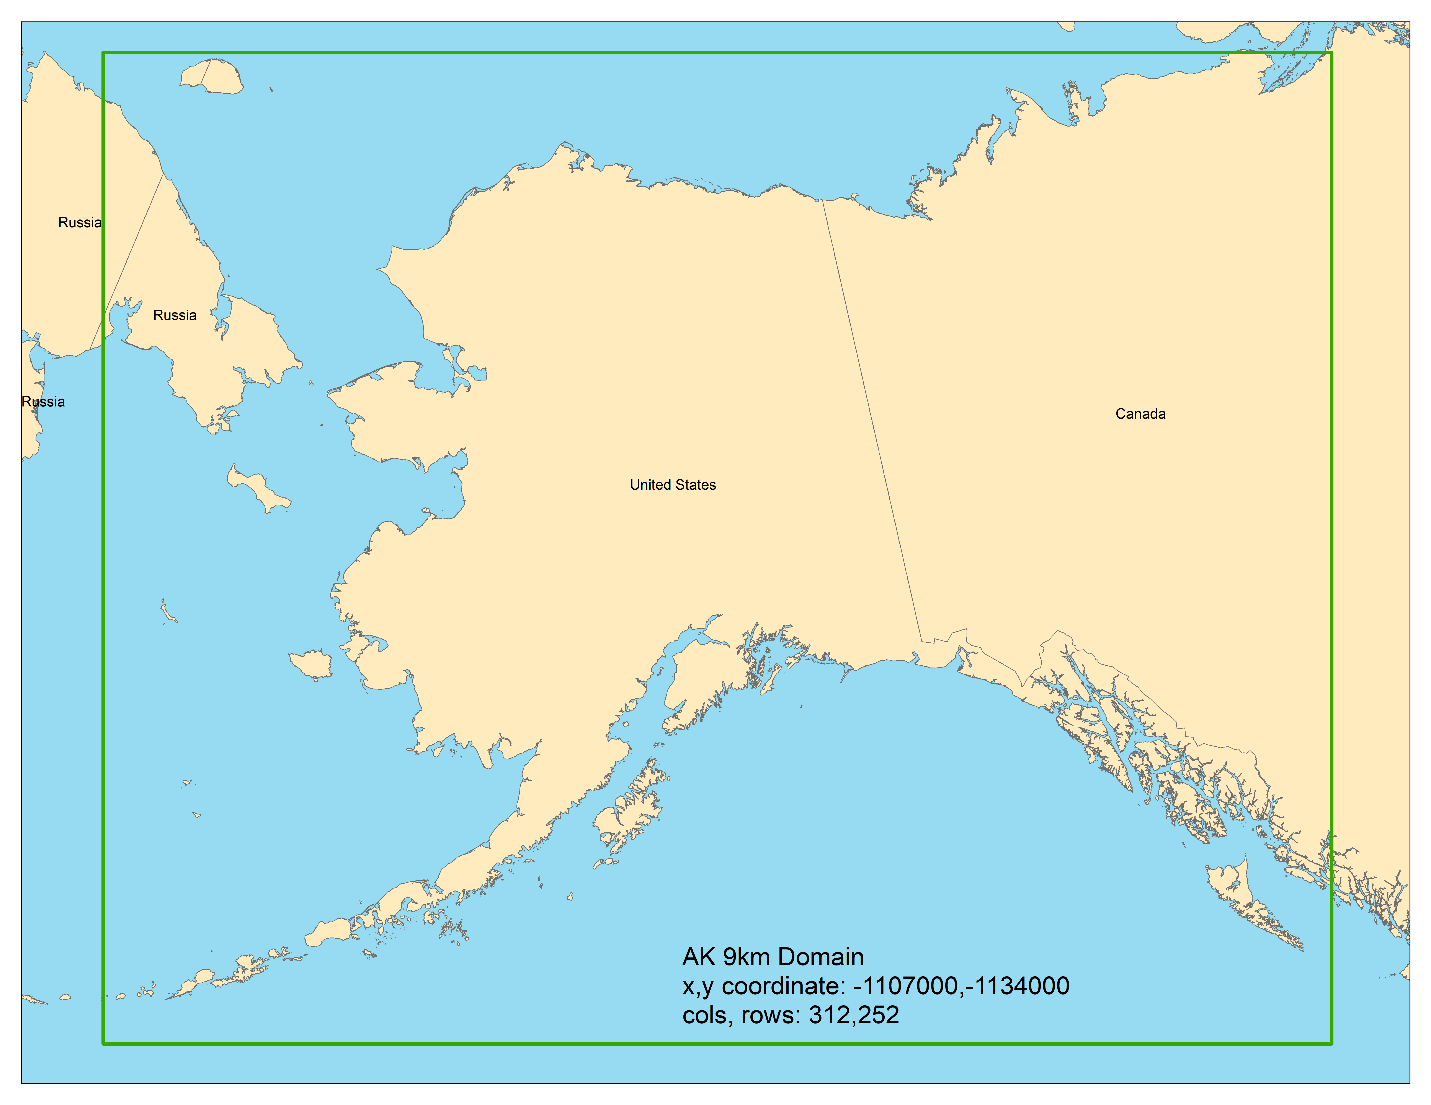 Russia
Russia
Russia
Canada
United States
AK 9km Domain
x,y coordinate: -1107000,-1134000
cols, rows: 312,252